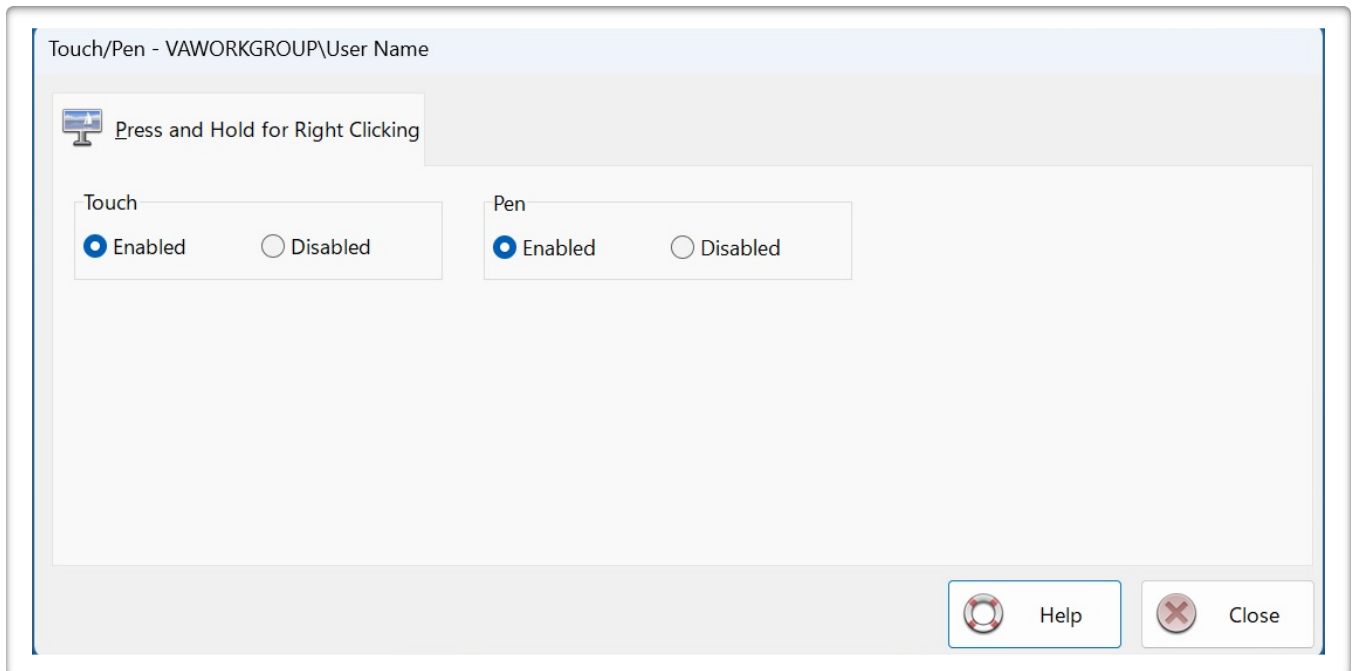 Touch/Pen - VAWORKGROUP\User Name
Press and Hold for Right Clicking
Touch
Enabled
Disabled
Pen
Enabled
Disabled
Help
Close